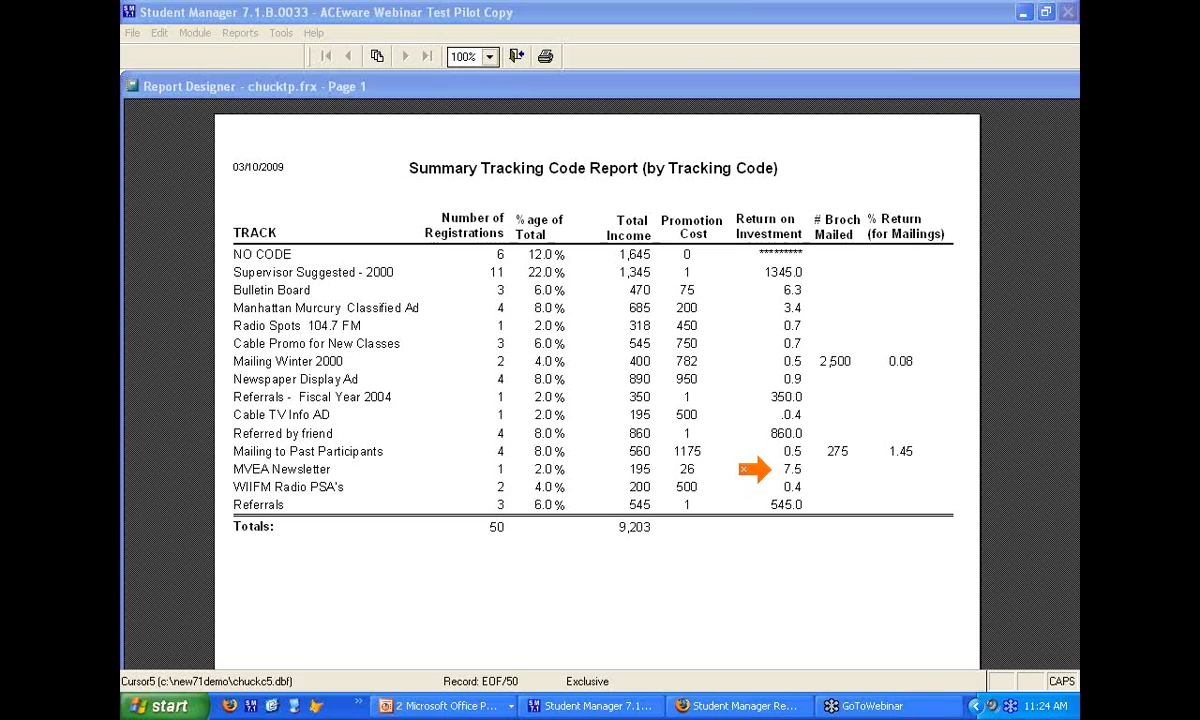 Student Manager 7.1.B.0033 - ACEware Webinar Test Pilot Copy
File Edit Module Reports Tools Help
100%
Report Designer - chucktp.frx - Page 1
03/10/2009
Summary Tracking Code Report (by Tracking Code)
Number of % age of Total Promotion Return on # Broch % Return
TRACK Registrations Total Income Cost Investment Mailed (for Mailings)
NO CODE 6 12.0 % 1,645 0 *********
Supervisor Suggested - 2000 11 22.0 % 1,345 1 1345.0
Bulletin Board 3 6.0 % 470 75 6.3
Manhattan Murcury Classified Ad 4 8.0 % 685 200 3.4
Radio Spots 104.7 FM 1 2.0 % 318 450 0.7
Cable Promo for New Classes 3 6.0 % 545 750 0.7
Mailing Winter 2000 2 4.0 % 400 782 0.5 2,500 0.08
Newspaper Display Ad 4 8.0 % 890 950 0.9
Referrals - Fiscal Year 2004 1 2.0 % 350 1 350.0
Cable TV Info AD 1 2.0 % 195 500 .0.4
Referred by friend 4 8.0 % 860 1 860.0
Mailing to Past Participants 4 8.0 % 560 1175 0.5 275 1.45
MVEA Newsletter 1 2.0 % 195 26 7.5
WIIFM Radio PSA's 2 4.0 % 200 500 0.4
Referrals 3 6.0 % 545 1 545.0
Totals: 50 9,203
Cursor5 (c:\new71demo\chuckc5.dbf) Record: EOF/50 Exclusive CAPS
start 2 Microsoft Office P... Student Manager 7.1... Student Manager Re... GoToWebinar 11:24 AM